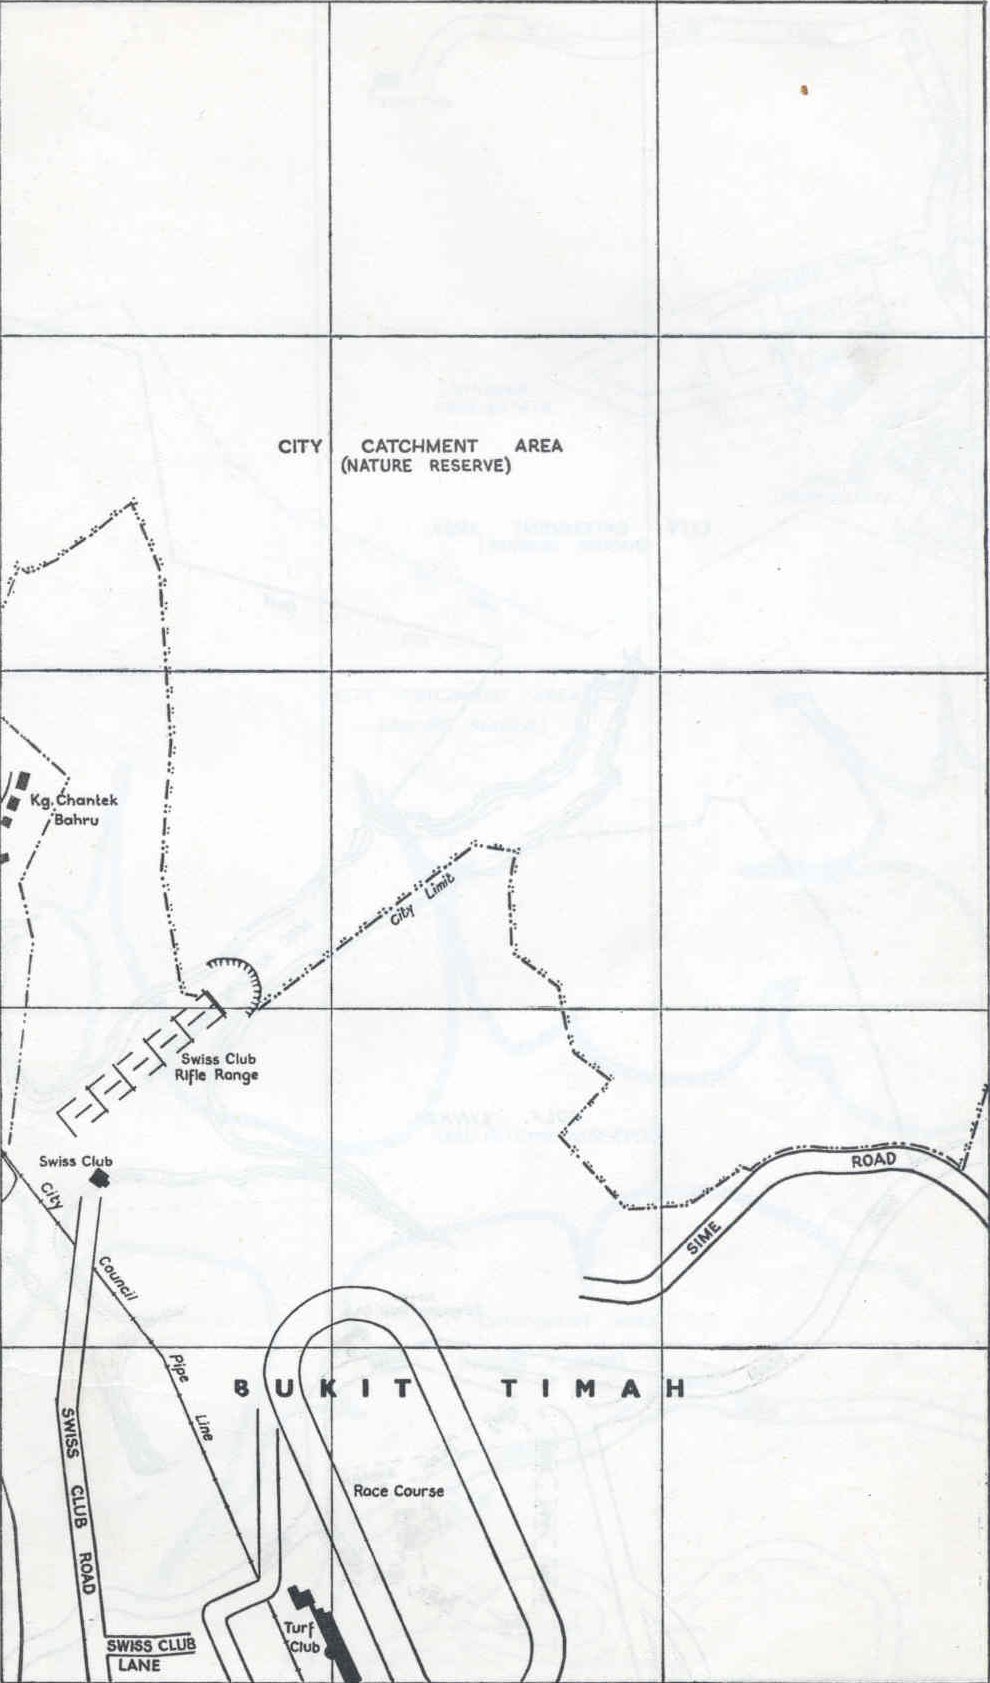 CITY CATCHMENT AREA
(NATURE RESERVE)
Kg. Chantek
Bahru
City Limit
Swiss Club
Rifle Range
Swiss Club
ROAD
SIME
City Council Pipe Line
BUKIT TIMAH
SWISS CLUB ROAD
Race Course
Turf
Club
SWISS CLUB
LANE